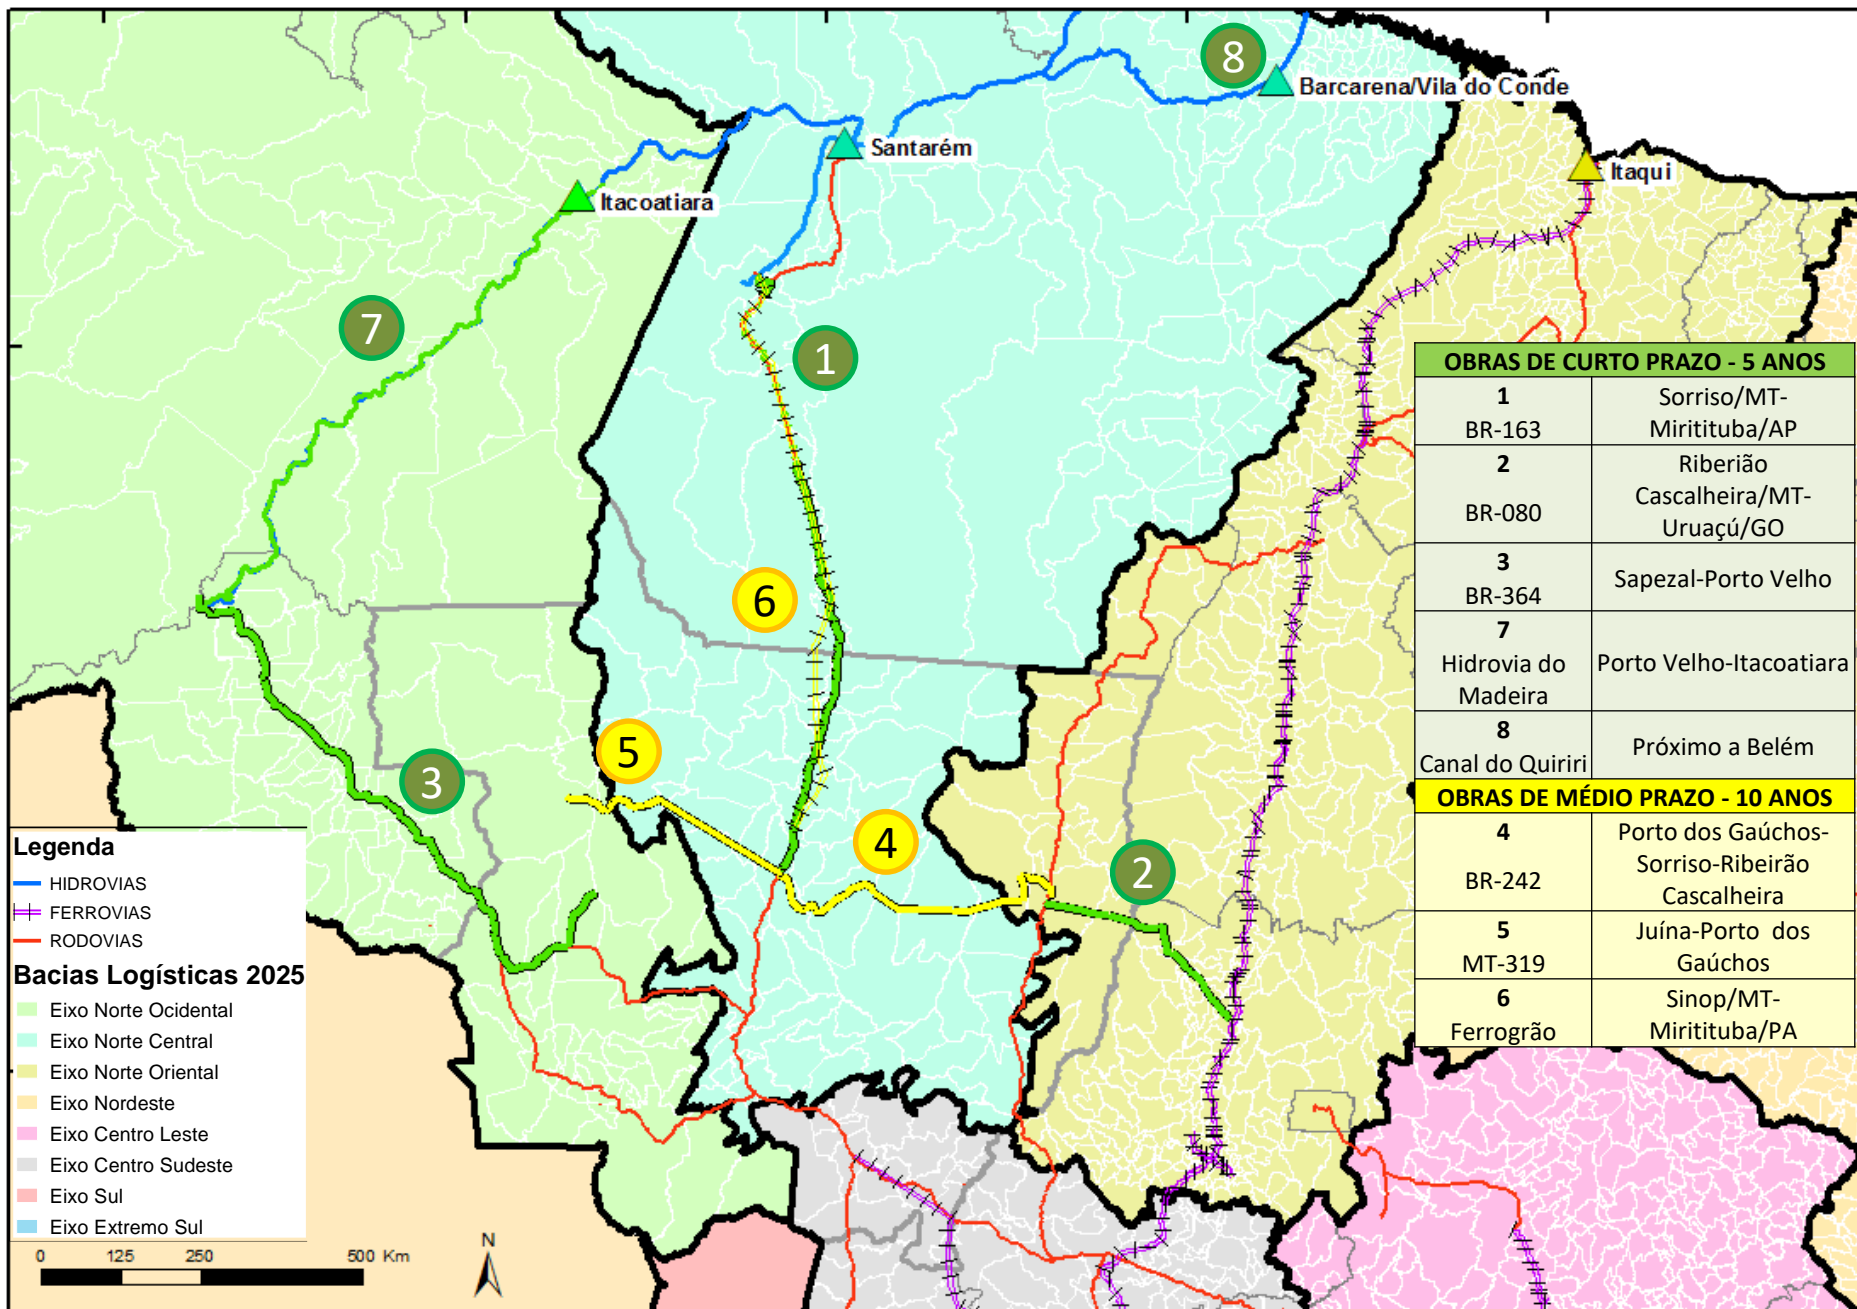 8
Barcarena/Vila do Conde
Santarém
Itaqui
Itacoatiara
7
1
6
5
4
3
2
OBRAS DE CURTO PRAZO - 5 ANOS
1
BR-163
Sorriso/MT-
Miritituba/AP
2
BR-080
Riberião
Cascalheira/MT-
Uruaçú/GO
3
BR-364
Sapezal-Porto Velho
7
Hidrovia do
Madeira
Porto Velho-Itacoatiara
8
Canal do Quiriri
Próximo a Belém
OBRAS DE MÉDIO PRAZO - 10 ANOS
4
BR-242
Porto dos Gaúchos-
Sorriso-Ribeirão
Cascalheira
5
MT-319
Juína-Porto dos
Gaúchos
6
Ferrogrão
Sinop/MT-
Miritituba/PA
Legenda
HIDROVIAS
FERROVIAS
RODOVIAS
Bacias Logísticas 2025
Eixo Norte Ocidental
Eixo Norte Central
Eixo Norte Oriental
Eixo Nordeste
Eixo Centro Leste
Eixo Centro Sudeste
Eixo Sul
Eixo Extremo Sul
0 125 250 500 Km
N